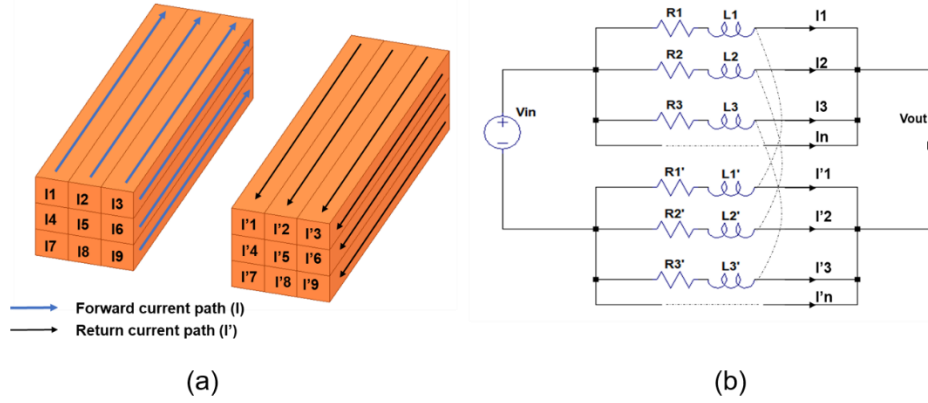 I1 I2 I3
I4 I5 I6
I7 I8 I9
I'1 I'2 I'3
I'4 I'5 I'6
I'7 I'8 I'9
Forward current path (I)
Return current path (I')
(a)
R1 L1 I1
R2 L2 I2
Vin
R3 L3 I3
In
Vout
R1' L1' I'1
R2' L2' I'2
R3' L3' I'3
I'n
(b)